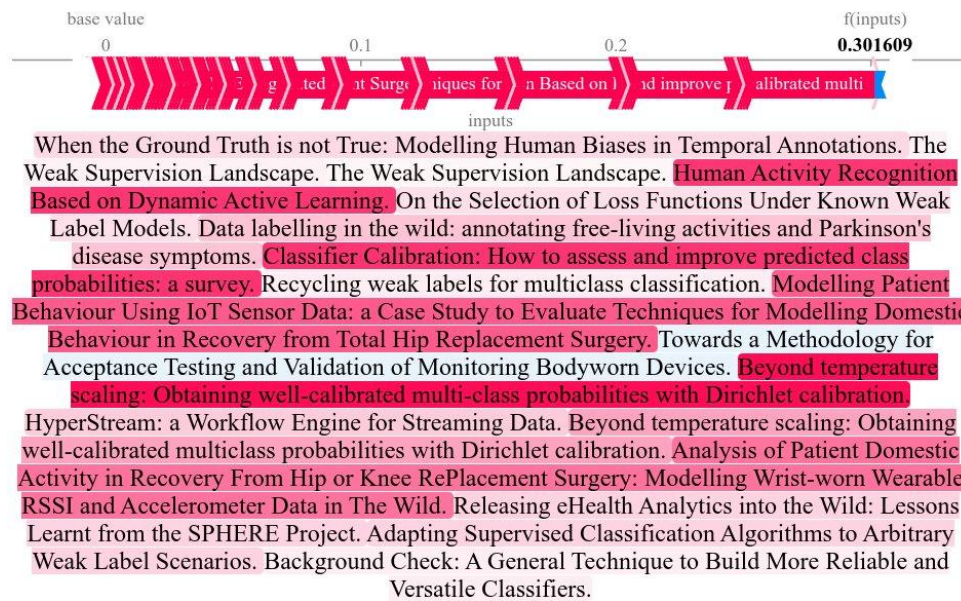 base value
f(inputs)
0
0.1
0.2
0.301609
nt Surge niques for n Based on nd improve p alibrated multi
inputs
When the Ground Truth is not True: Modelling Human Biases in Temporal Annotations. The
Weak Supervision Landscape. The Weak Supervision Landscape. Human Activity Recognition
Based on Dynamic Active Learning. On the Selection of Loss Functions Under Known Weak
Label Models. Data labelling in the wild: annotating free-living activities and Parkinson's
disease symptoms. Classifier Calibration: How to assess and improve predicted class
probabilities: a survey. Recycling weak labels for multiclass classification. Modelling Patient
Behaviour Using IoT Sensor Data: a Case Study to Evaluate Techniques for Modelling Domestic
Behaviour in Recovery from Total Hip Replacement Surgery. Towards a Methodology for
Acceptance Testing and Validation of Monitoring Bodyworn Devices. Beyond temperature
scaling: Obtaining well-calibrated multi-class probabilities with Dirichlet calibration.
HyperStream: a Workflow Engine for Streaming Data. Beyond temperature scaling: Obtaining
well-calibrated multiclass probabilities with Dirichlet calibration. Analysis of Patient Domestic
Activity in Recovery From Hip or Knee RePlacement Surgery: Modelling Wrist-worn Wearable
RSSI and Accelerometer Data in The Wild. Releasing eHealth Analytics into the Wild: Lessons
Learnt from the SPHERE Project. Adapting Supervised Classification Algorithms to Arbitrary
Weak Label Scenarios. Background Check: A General Technique to Build More Reliable and
Versatile Classifiers.